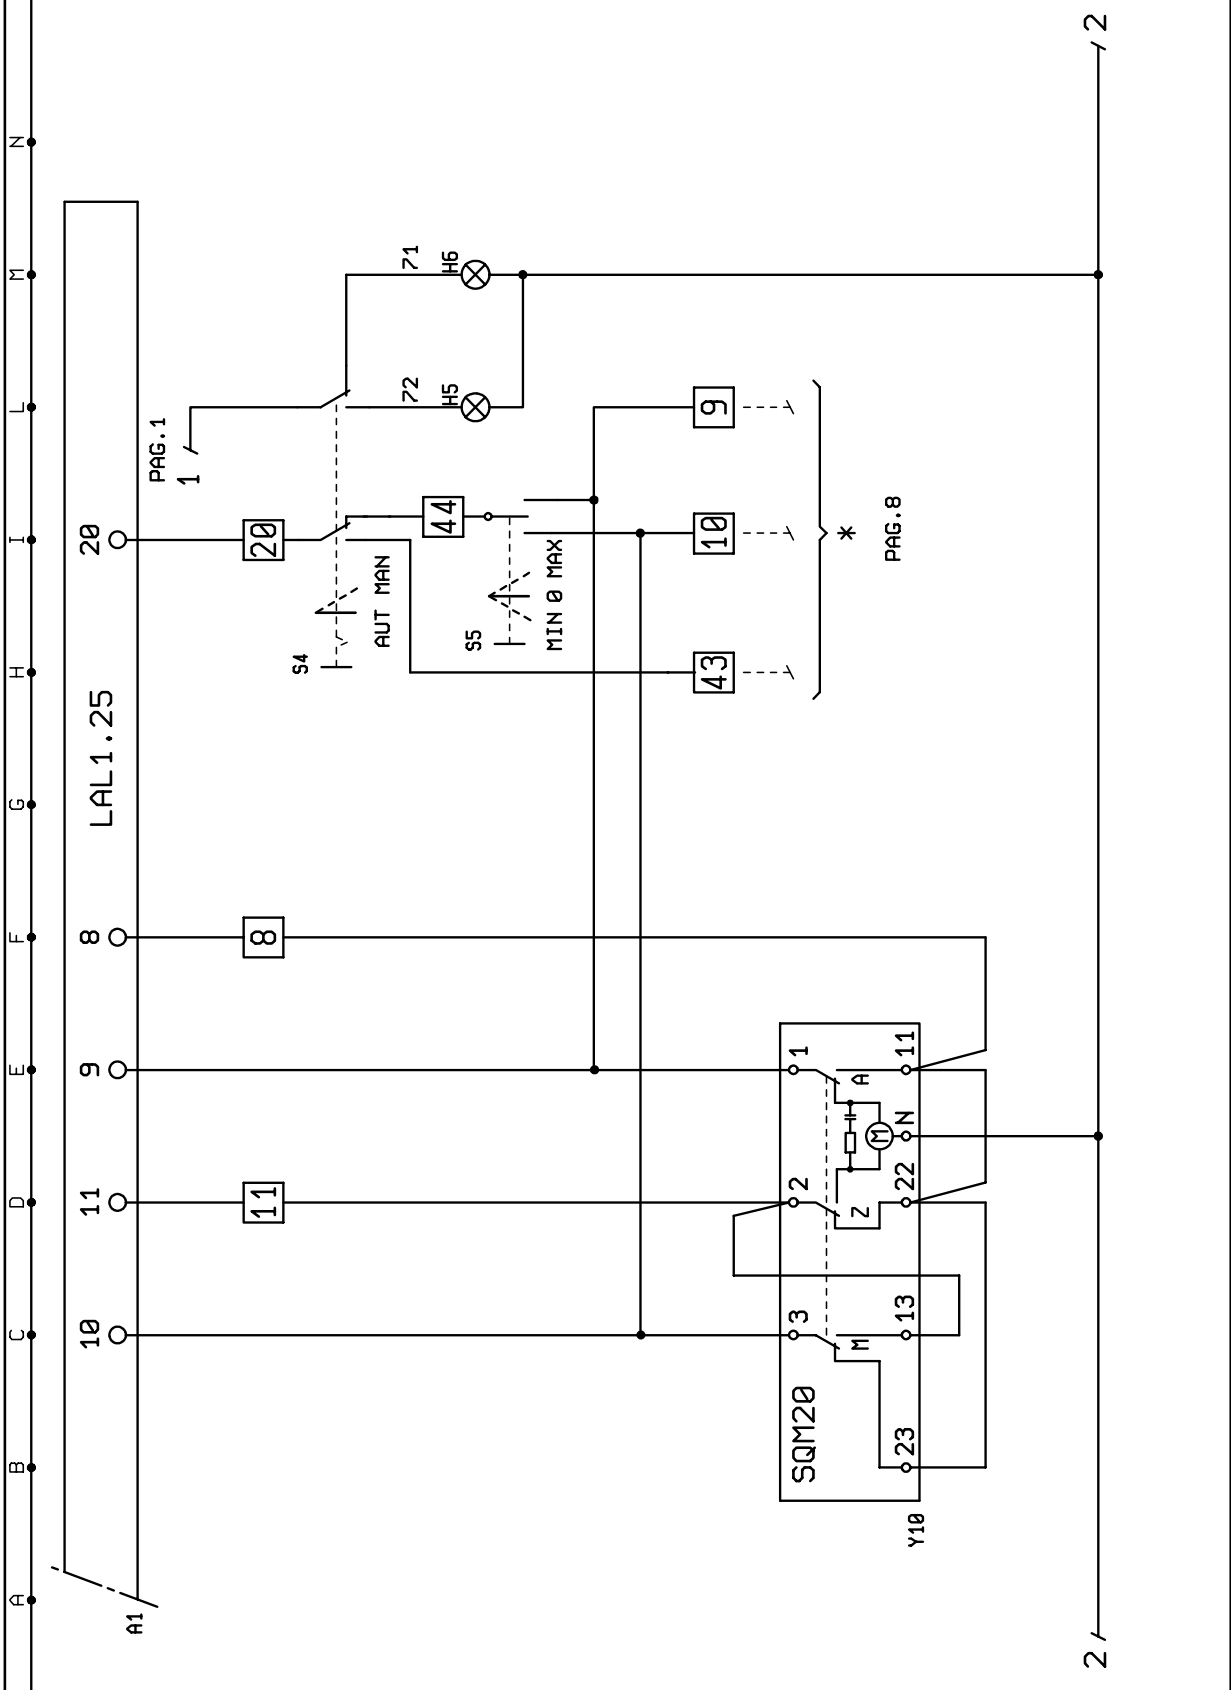 A B C D E F G H I L M N
A1
LAL1.25
10 11 9 8 20
11 8 20
PAG.1
1
S4
AUT MAN
44
72 71
H5 H6
S5
MIN 0 MAX
43 10 9
*
PAG.8
SQM20
3 2 1
M Z A
M
23 13 22 N 11
Y10
2 2